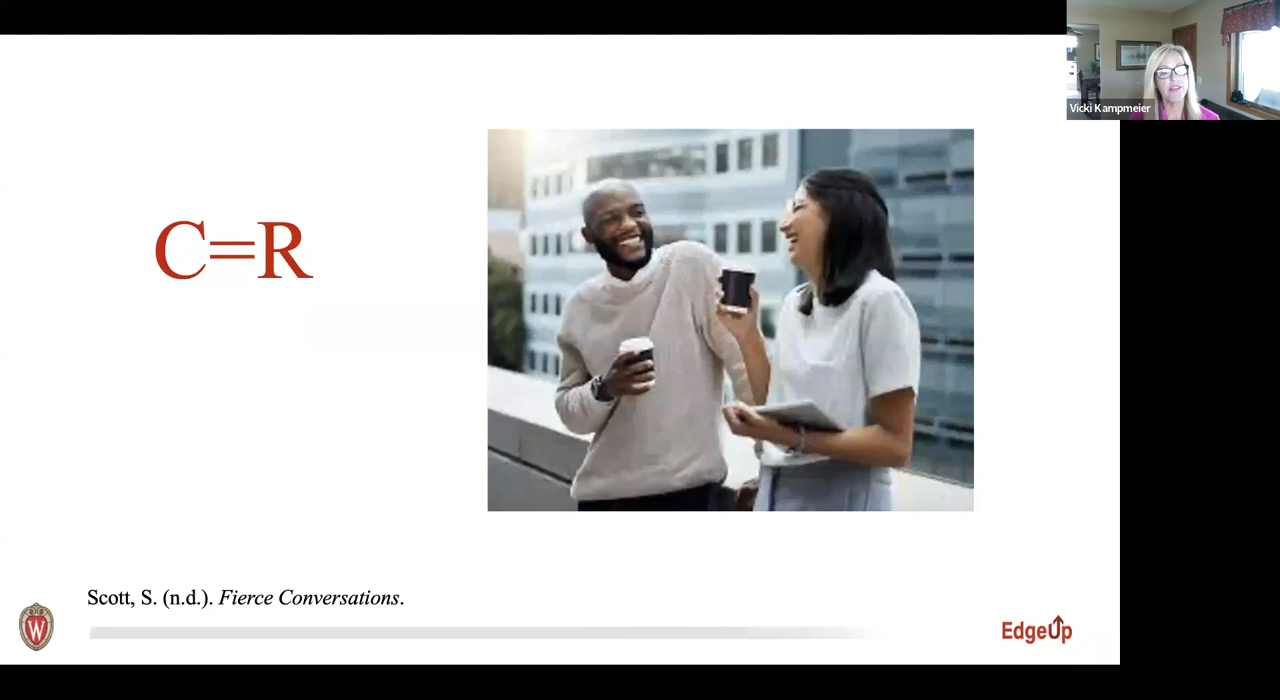 Vicki Kampmeier
C=R
Scott, S. (n.d.). Fierce Conversations.
W
EdgeUp